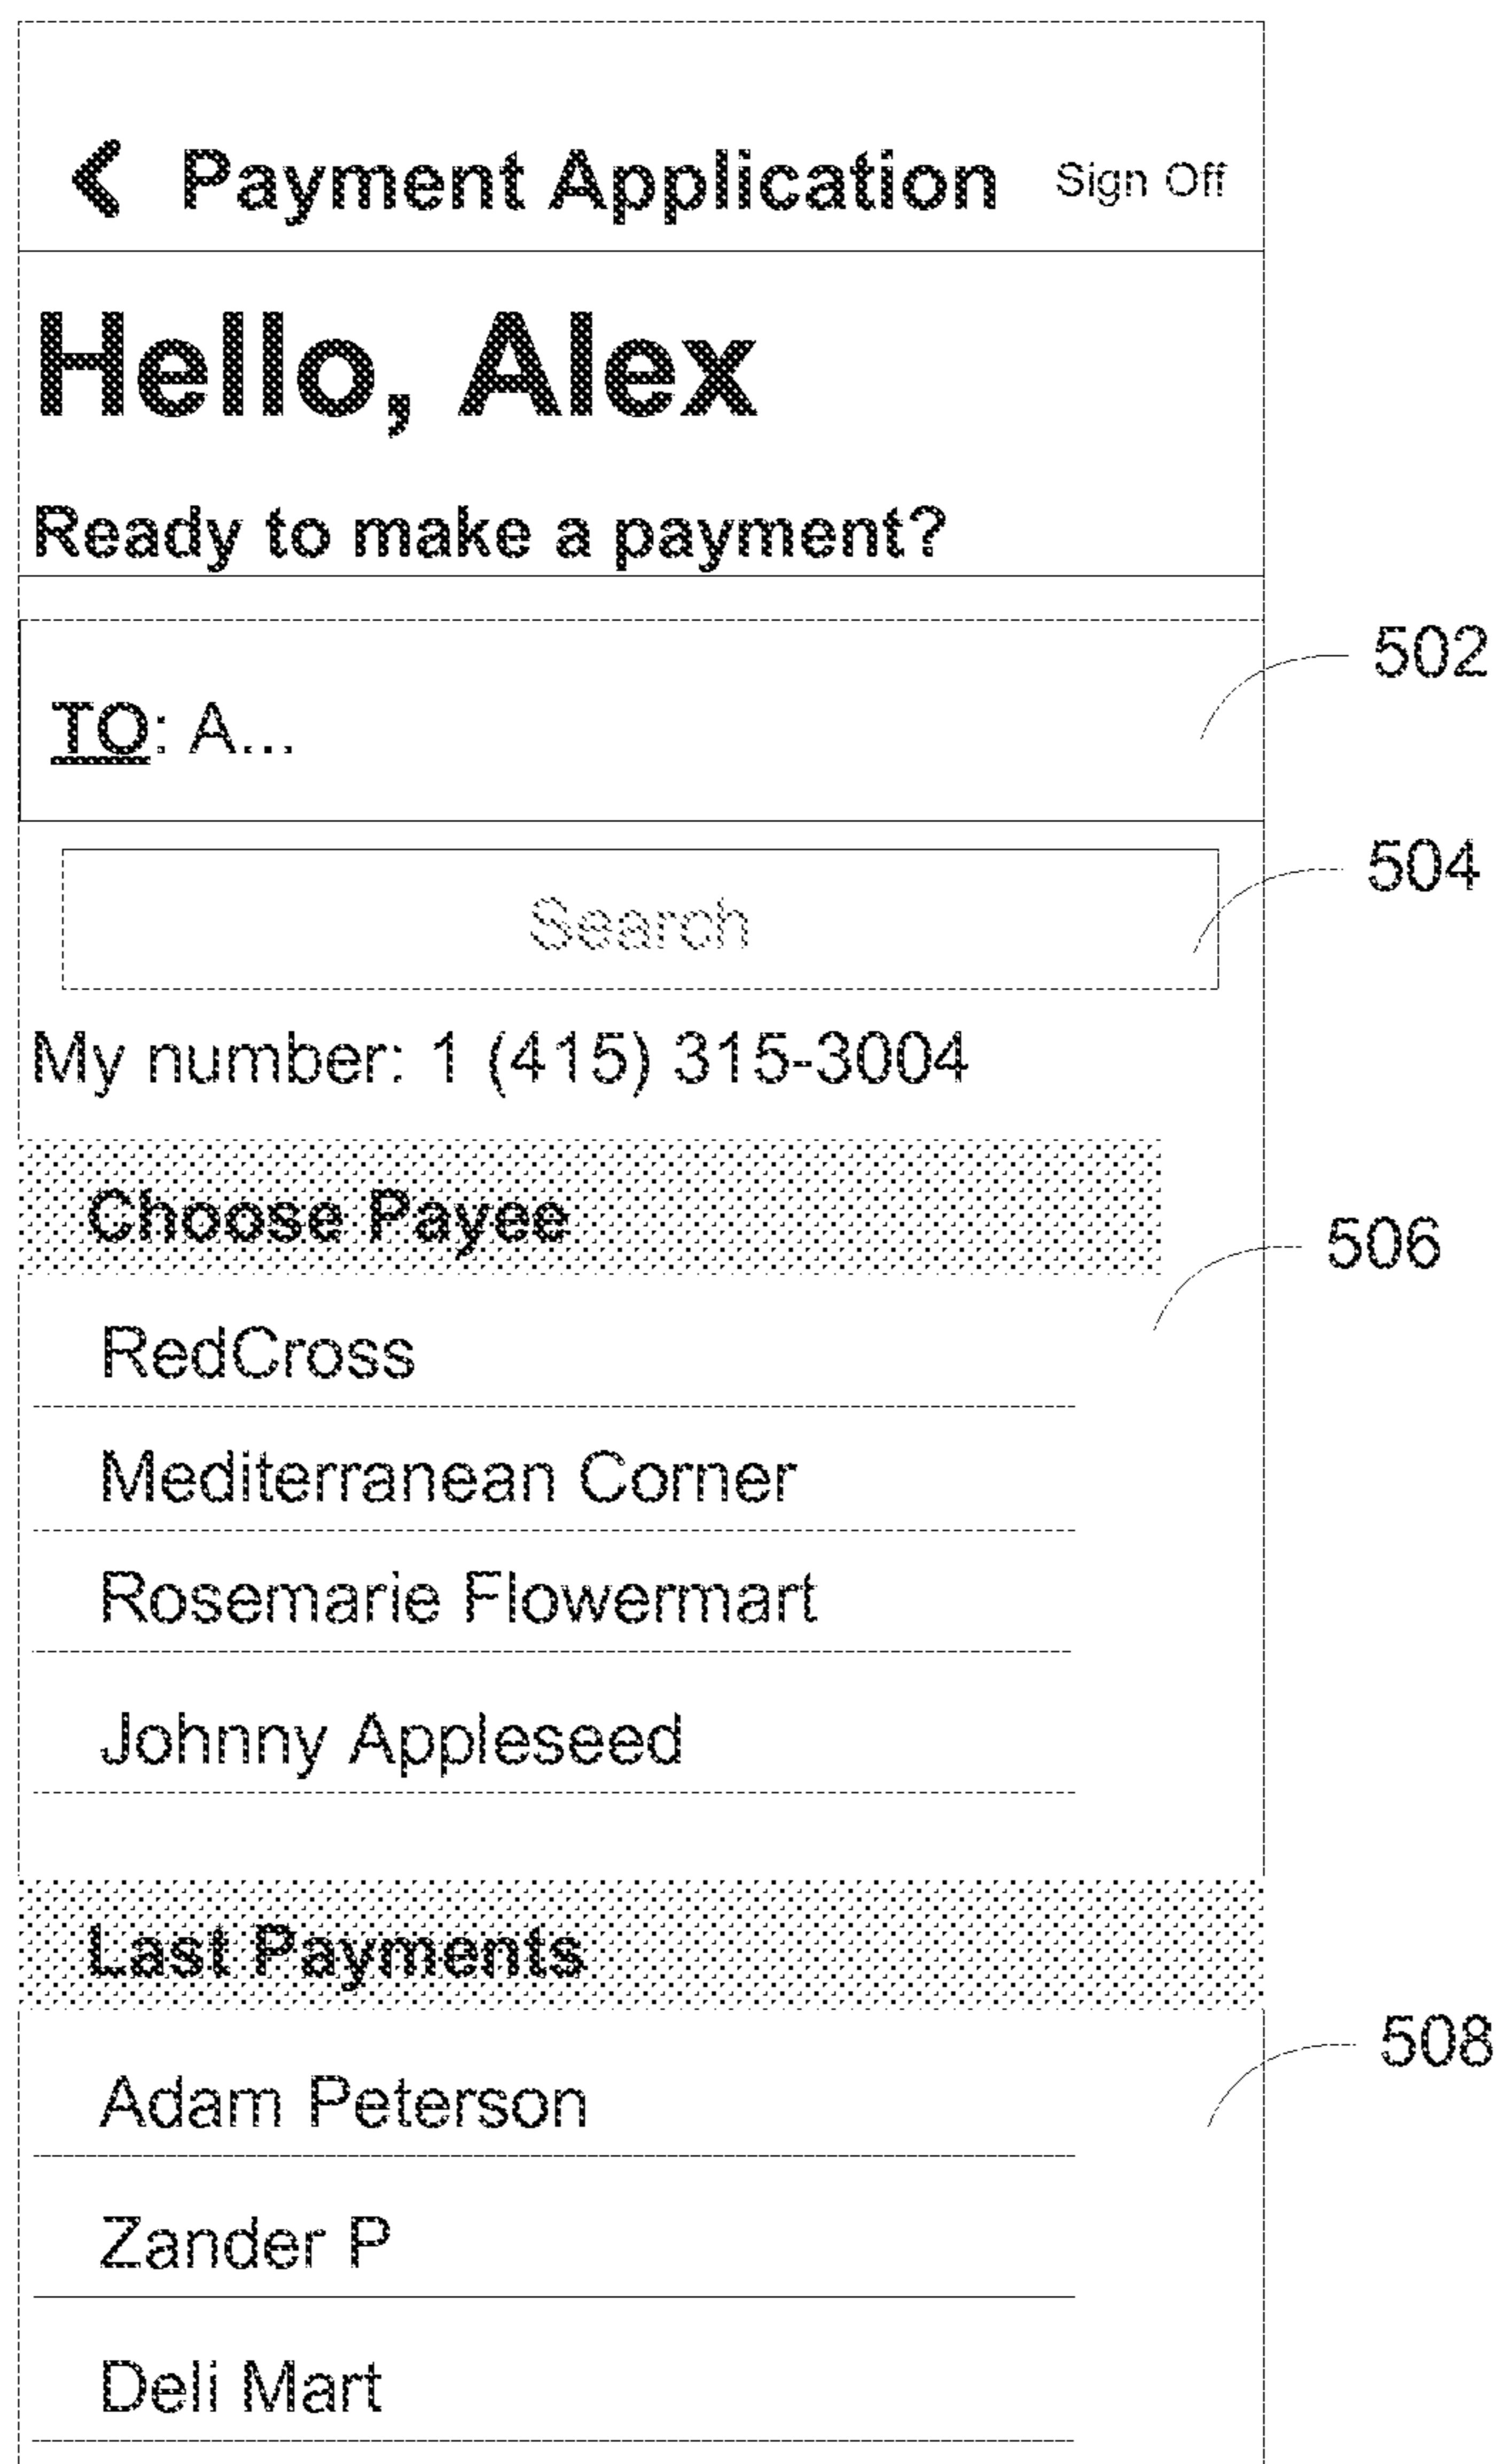 Payment Application Sign Off
Hello, Alex
Ready to make a payment?
502
TO: A...
504
Search
My number: 1 (415) 315-3004
Choose Payee
506
RedCross
Mediterranean Corner
Rosemarie Flowermart
Johnny Appleseed
Last Payments
508
Adam Peterson
Zander P
Deli Mart